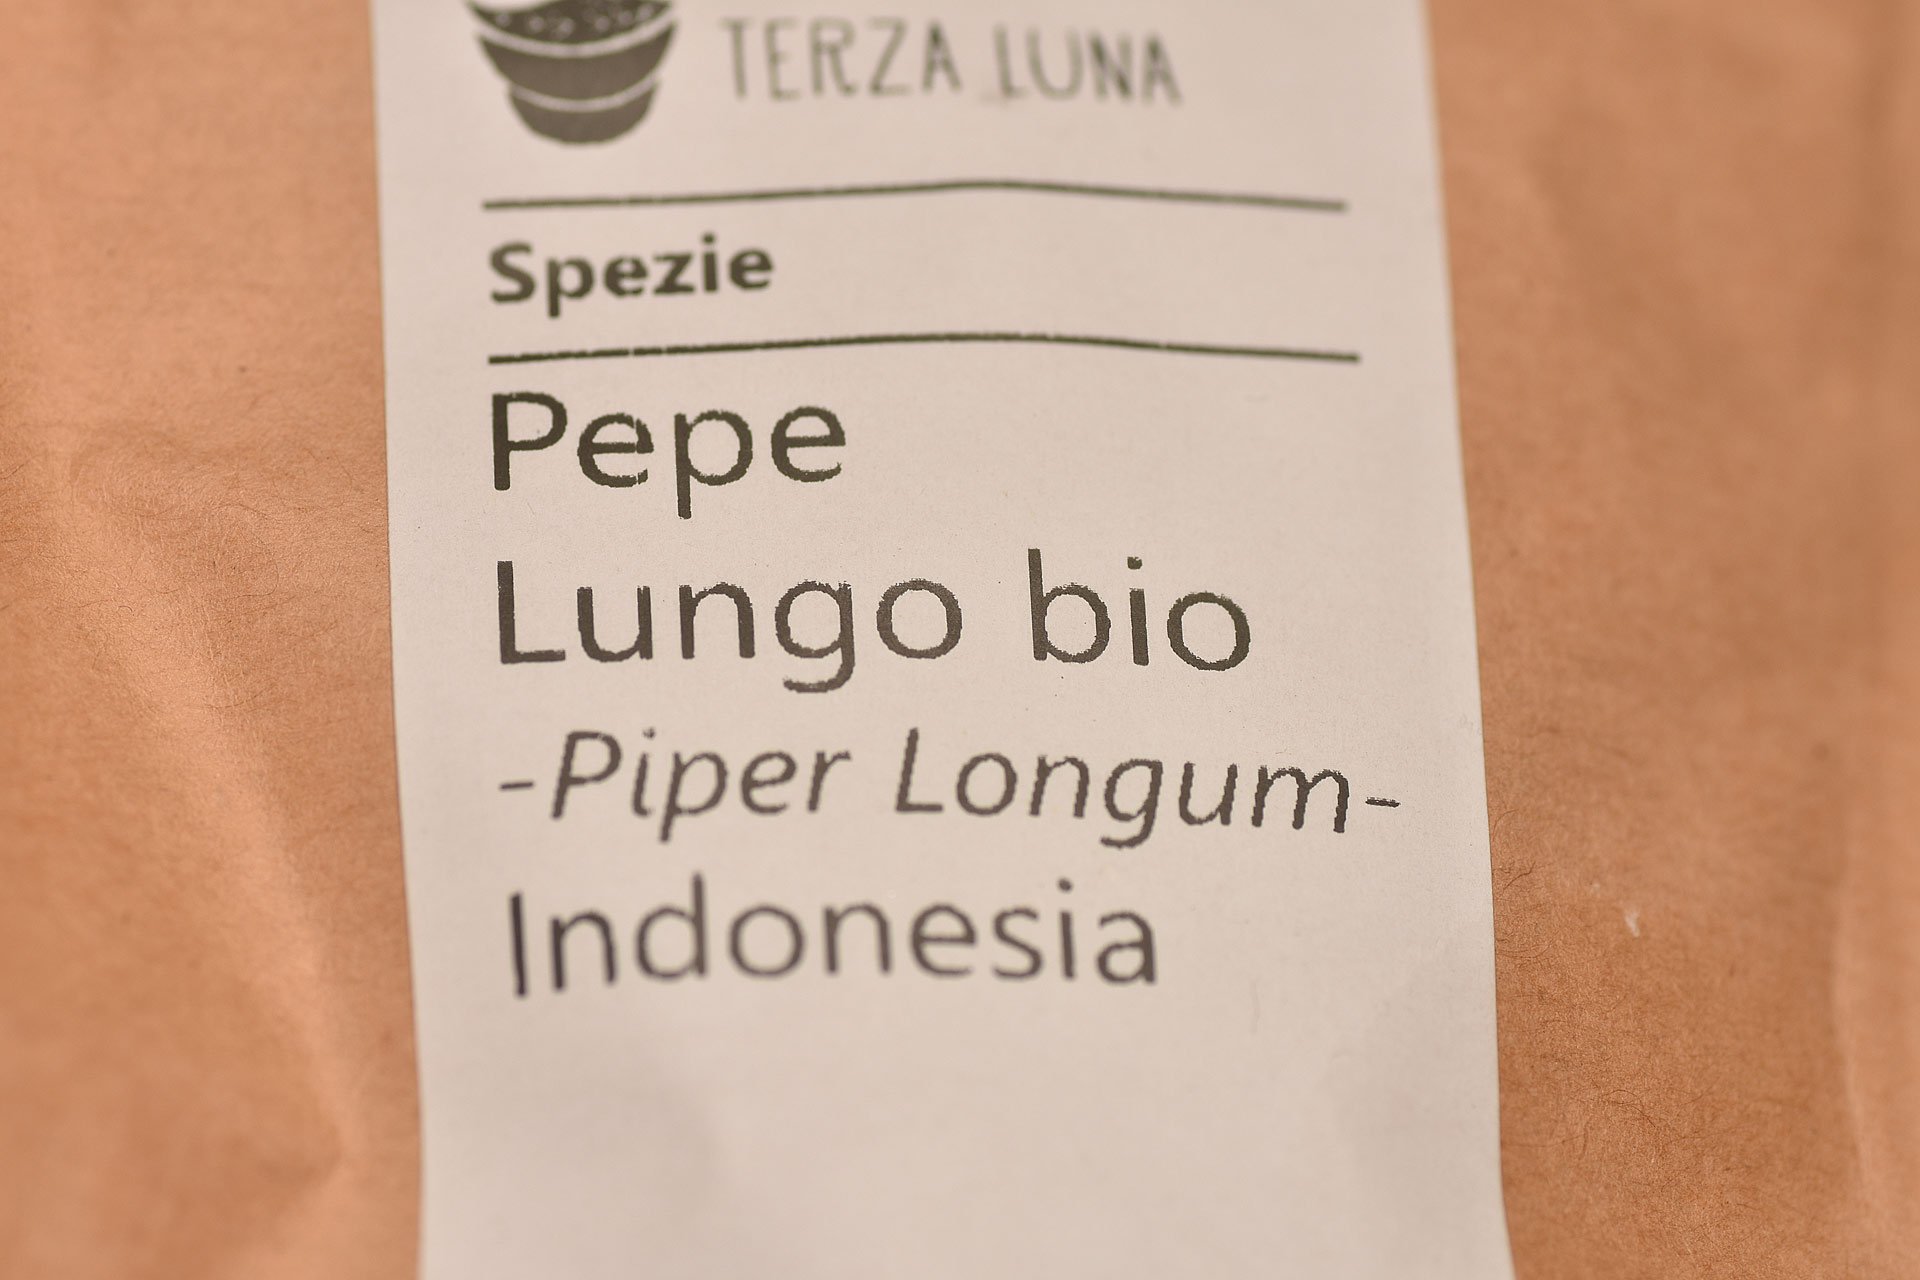 TERZA LUNA
Spezie
Pepe
Lungo bio
-Piper Longum-
Indonesia